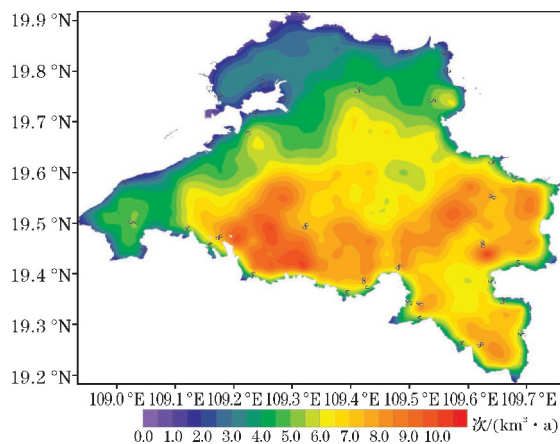 19.9 °N
19.8 °N
19.7 °N
19.6 °N
19.5 °N
19.4 °N
19.3 °N
19.2 °N
109.0 °E 109.1 °E 109.2 °E 109.3 °E 109.4 °E 109.5 °E 109.6 °E 109.7 °E
0.0 1.0 2.0 3.0 4.0 5.0 6.0 7.0 8.0 9.0 10.0 次/(km²·a)